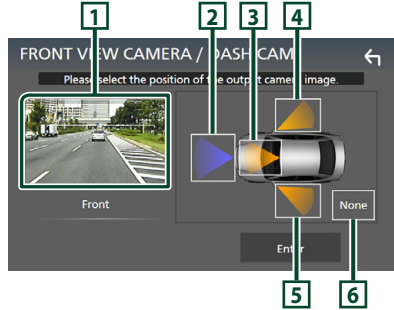 1 2 3 4
FRONT VIEW CAMERA / DASH CAM
Please select the position of the output camera image.
Front
None
Enter
5 6